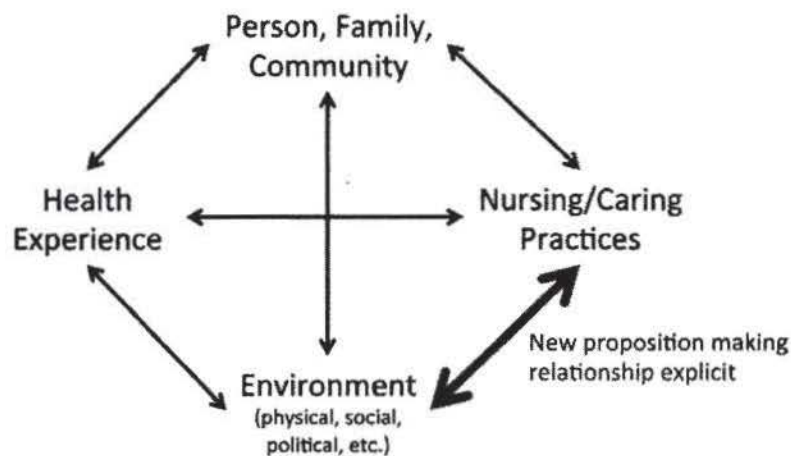 Person, Family,
Community
Health
Experience
Nursing/Caring
Practices
New proposition making
relationship explicit
Environment
(physical, social,
political, etc.)